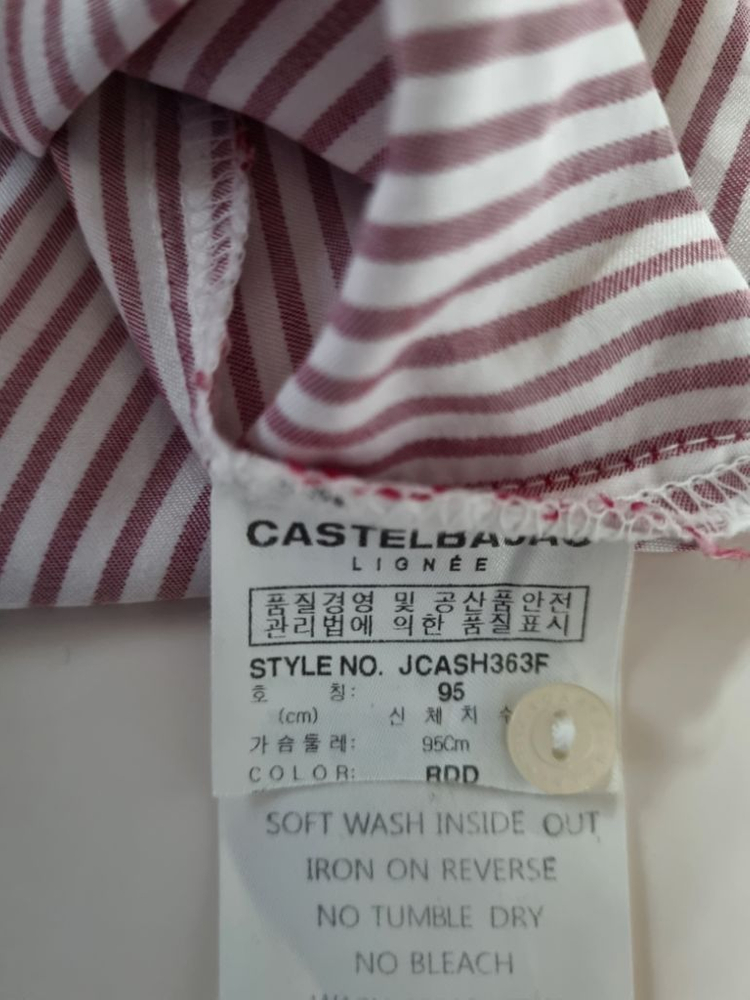 CASTELBAJAC
LIGNÉE
품질경영 및 공산품안전
관리법에 의한 품질표시
STYLE NO. JCASH363F
호 칭: 95
(cm) 신 체 치
가슴둘레: 95Cm
COLOR: RDD
SOFT WASH INSIDE OUT
IRON ON REVERSE
NO TUMBLE DRY
NO BLEACH